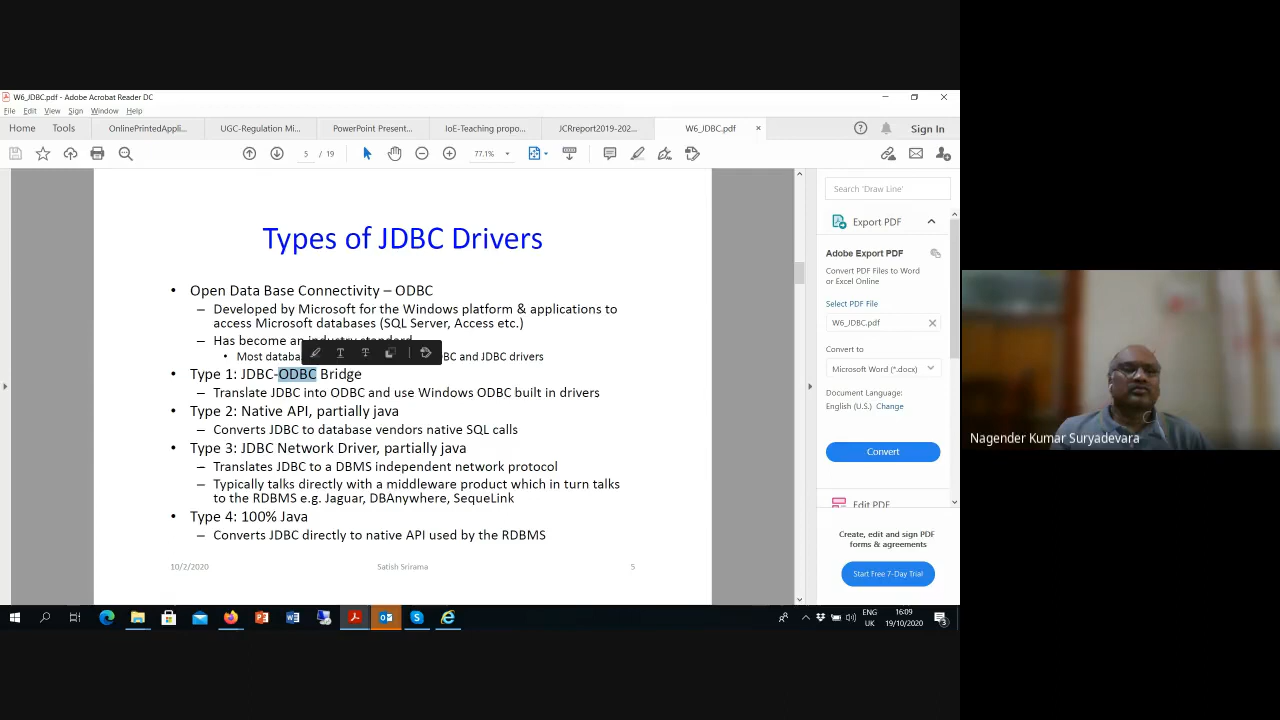 W6_JDBC.pdf - Adobe Acrobat Reader DC
File Edit View Sign Window Help
Home Tools OnlinePrintedAppli... UGC-Regulation Mi... PowerPoint Present... IoE-Teaching propo... JCRreport2019-202... W6_JDBC.pdf × Sign In
5 / 19 77.1%
Types of JDBC Drivers
• Open Data Base Connectivity – ODBC
– Developed by Microsoft for the Windows platform & applications to
access Microsoft databases (SQL Server, Access etc.)
– Has become an industry standard
• Most databa BC and JDBC drivers
• Type 1: JDBC-ODBC Bridge
– Translate JDBC into ODBC and use Windows ODBC built in drivers
• Type 2: Native API, partially java
– Converts JDBC to database vendors native SQL calls
• Type 3: JDBC Network Driver, partially java
– Translates JDBC to a DBMS independent network protocol
– Typically talks directly with a middleware product which in turn talks
to the RDBMS e.g. Jaguar, DBAnywhere, SequeLink
• Type 4: 100% Java
– Converts JDBC directly to native API used by the RDBMS
10/2/2020 Satish Srirama 5
Search 'Draw Line'
Export PDF
Adobe Export PDF
Convert PDF Files to Word
or Excel Online
Select PDF File
W6_JDBC.pdf
Convert to
Microsoft Word (*.docx)
Document Language:
English (U.S.) Change
Convert
Edit PDF
Create, edit and sign PDF
forms & agreements
Start Free 7-Day Trial
Nagender Kumar Suryadevara
ENG
UK
16:09
19/10/2020
3